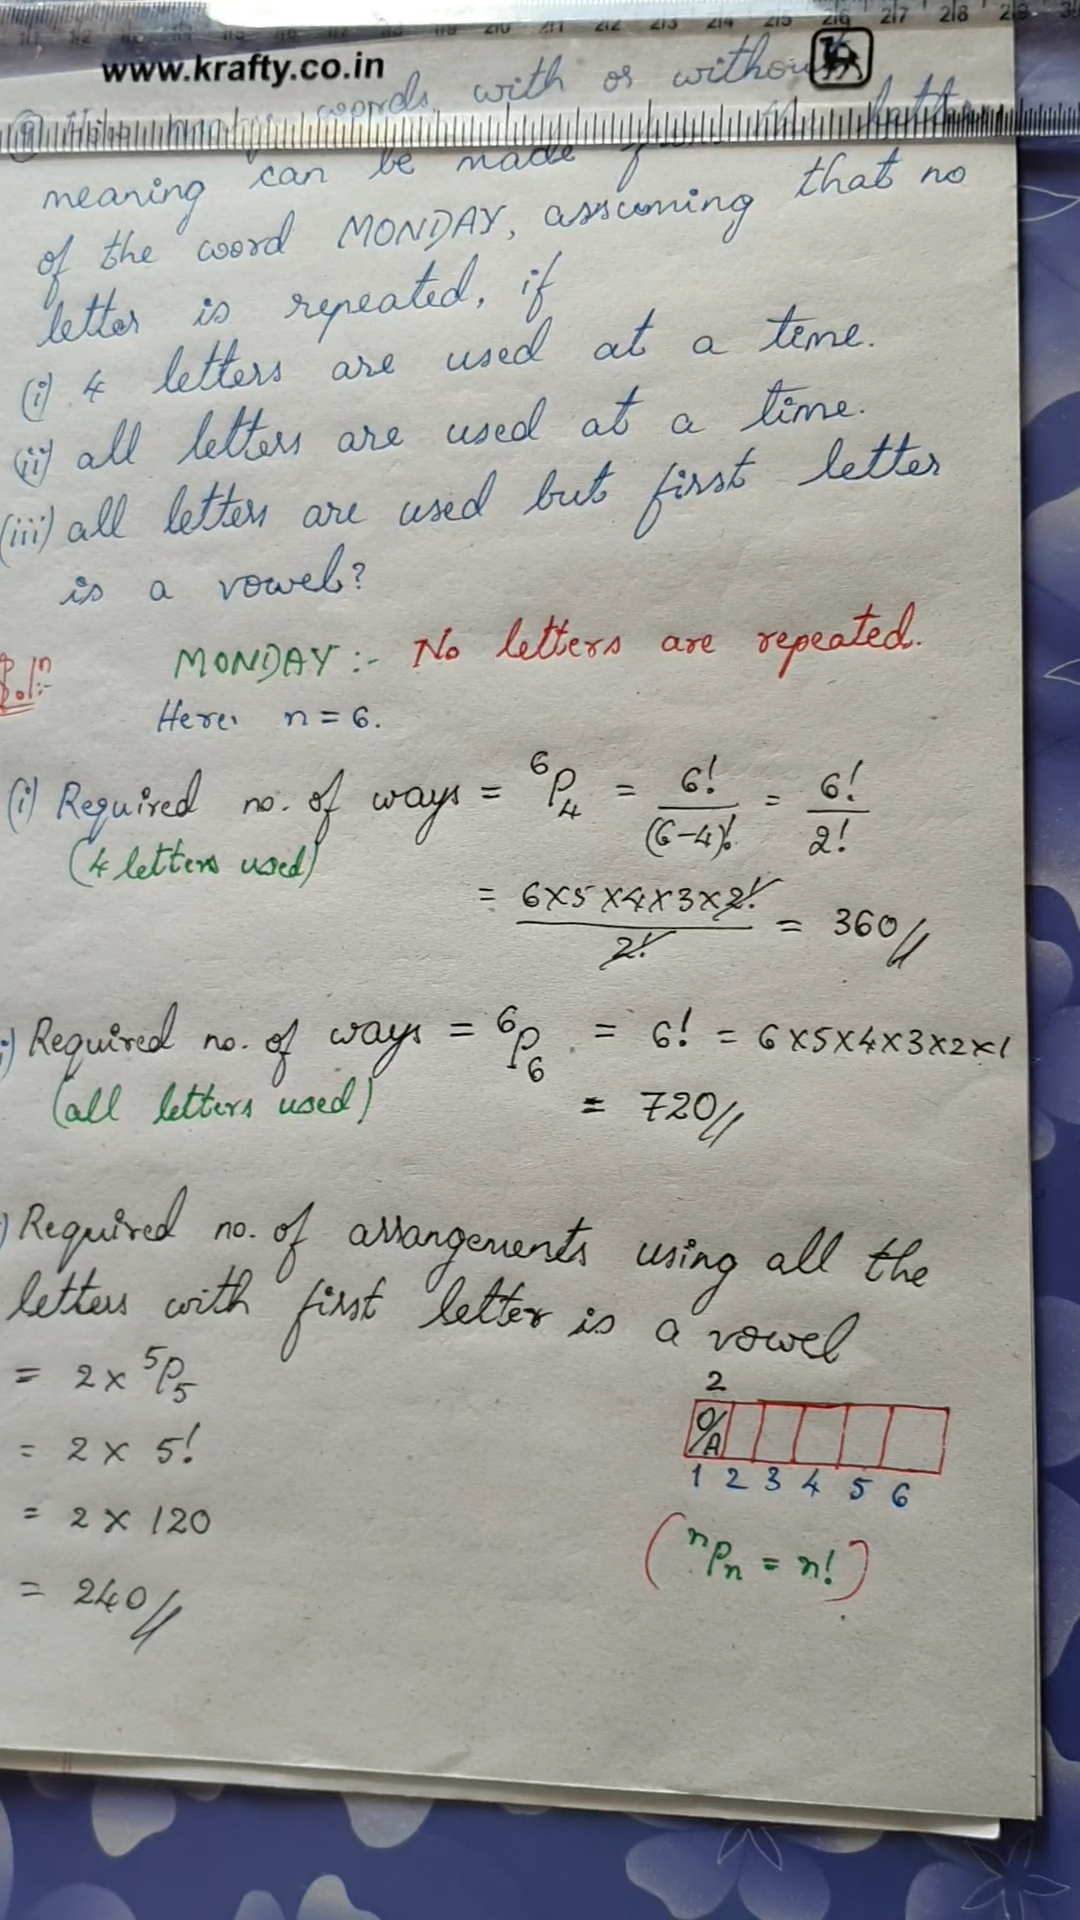 www.krafty.co.in
words with or without
meaning can be made from the letters
of the word MONDAY, assuming that no
letter is repeated, if
(i) 4 letters are used at a time.
(ii) all letters are used at a time.
(iii) all letters are used but first letter
is a vowel?
Sol.n:-
MONDAY :- No letters are repeated.
Here, n = 6.
(i) Required no. of ways = ⁶P₄ = 6!/(6-4)! = 6!/2!
(4 letters used)
= 6×5×4×3×2!/2! = 360//
) Required no. of ways = ⁶P₆ = 6! = 6×5×4×3×2×1
(all letters used) = 720//
) Required no. of arrangements using all the
letters with first letter is a vowel
= 2 × ⁵P₅
2
= 2 × 5!
O/A
1 2 3 4 5 6
= 2 × 120
(ⁿPₙ = n!)
= 240//